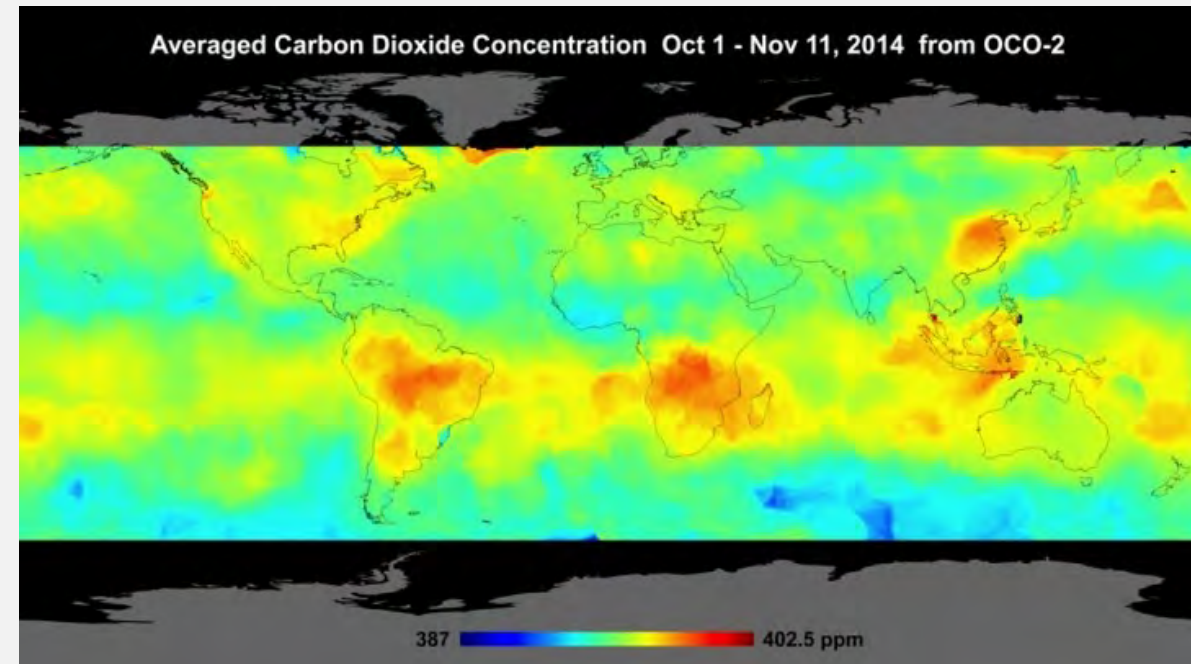 Averaged Carbon Dioxide Concentration Oct 1 - Nov 11, 2014 from OCO-2
387 402.5 ppm